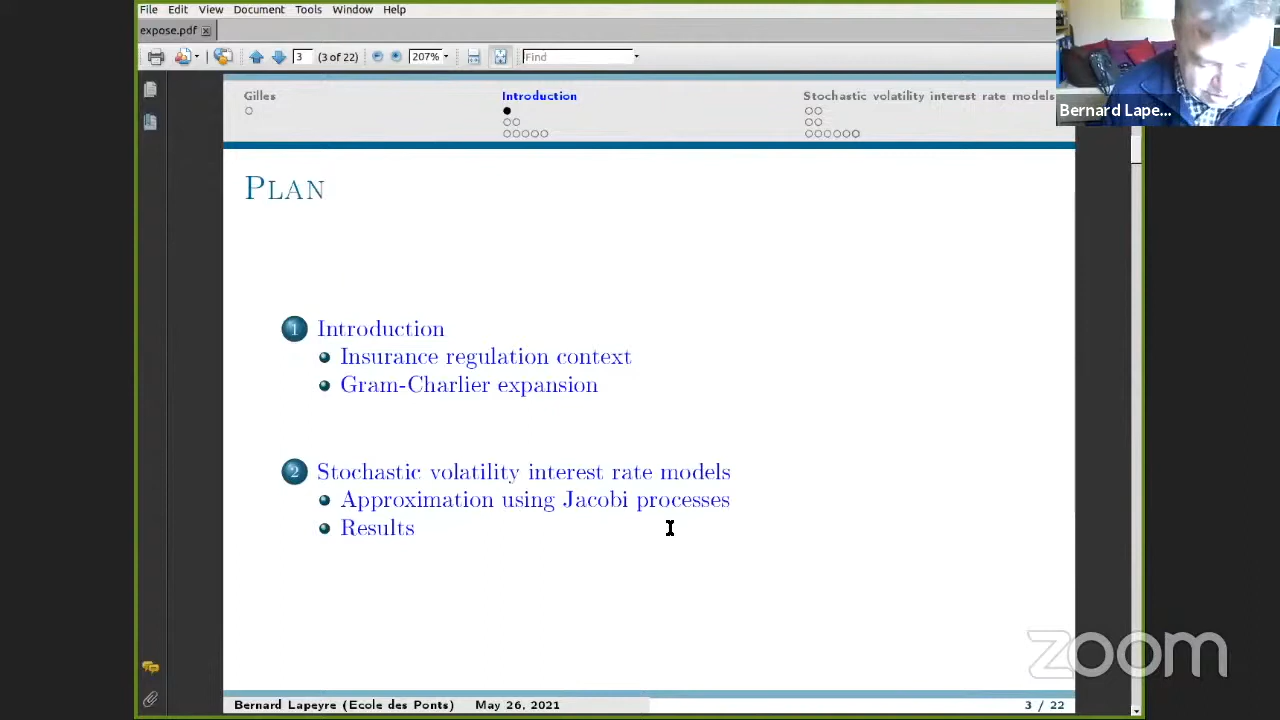 File Edit View Document Tools Window Help
expose.pdf
3 (3 of 22) 207% Find
Gilles Introduction Stochastic volatility interest rate models
Bernard Lape...
PLAN
1 Introduction
Insurance regulation context
Gram-Charlier expansion
2 Stochastic volatility interest rate models
Approximation using Jacobi processes
Results
zoom
Bernard Lapeyre (Ecole des Ponts) May 26, 2021 3 / 22